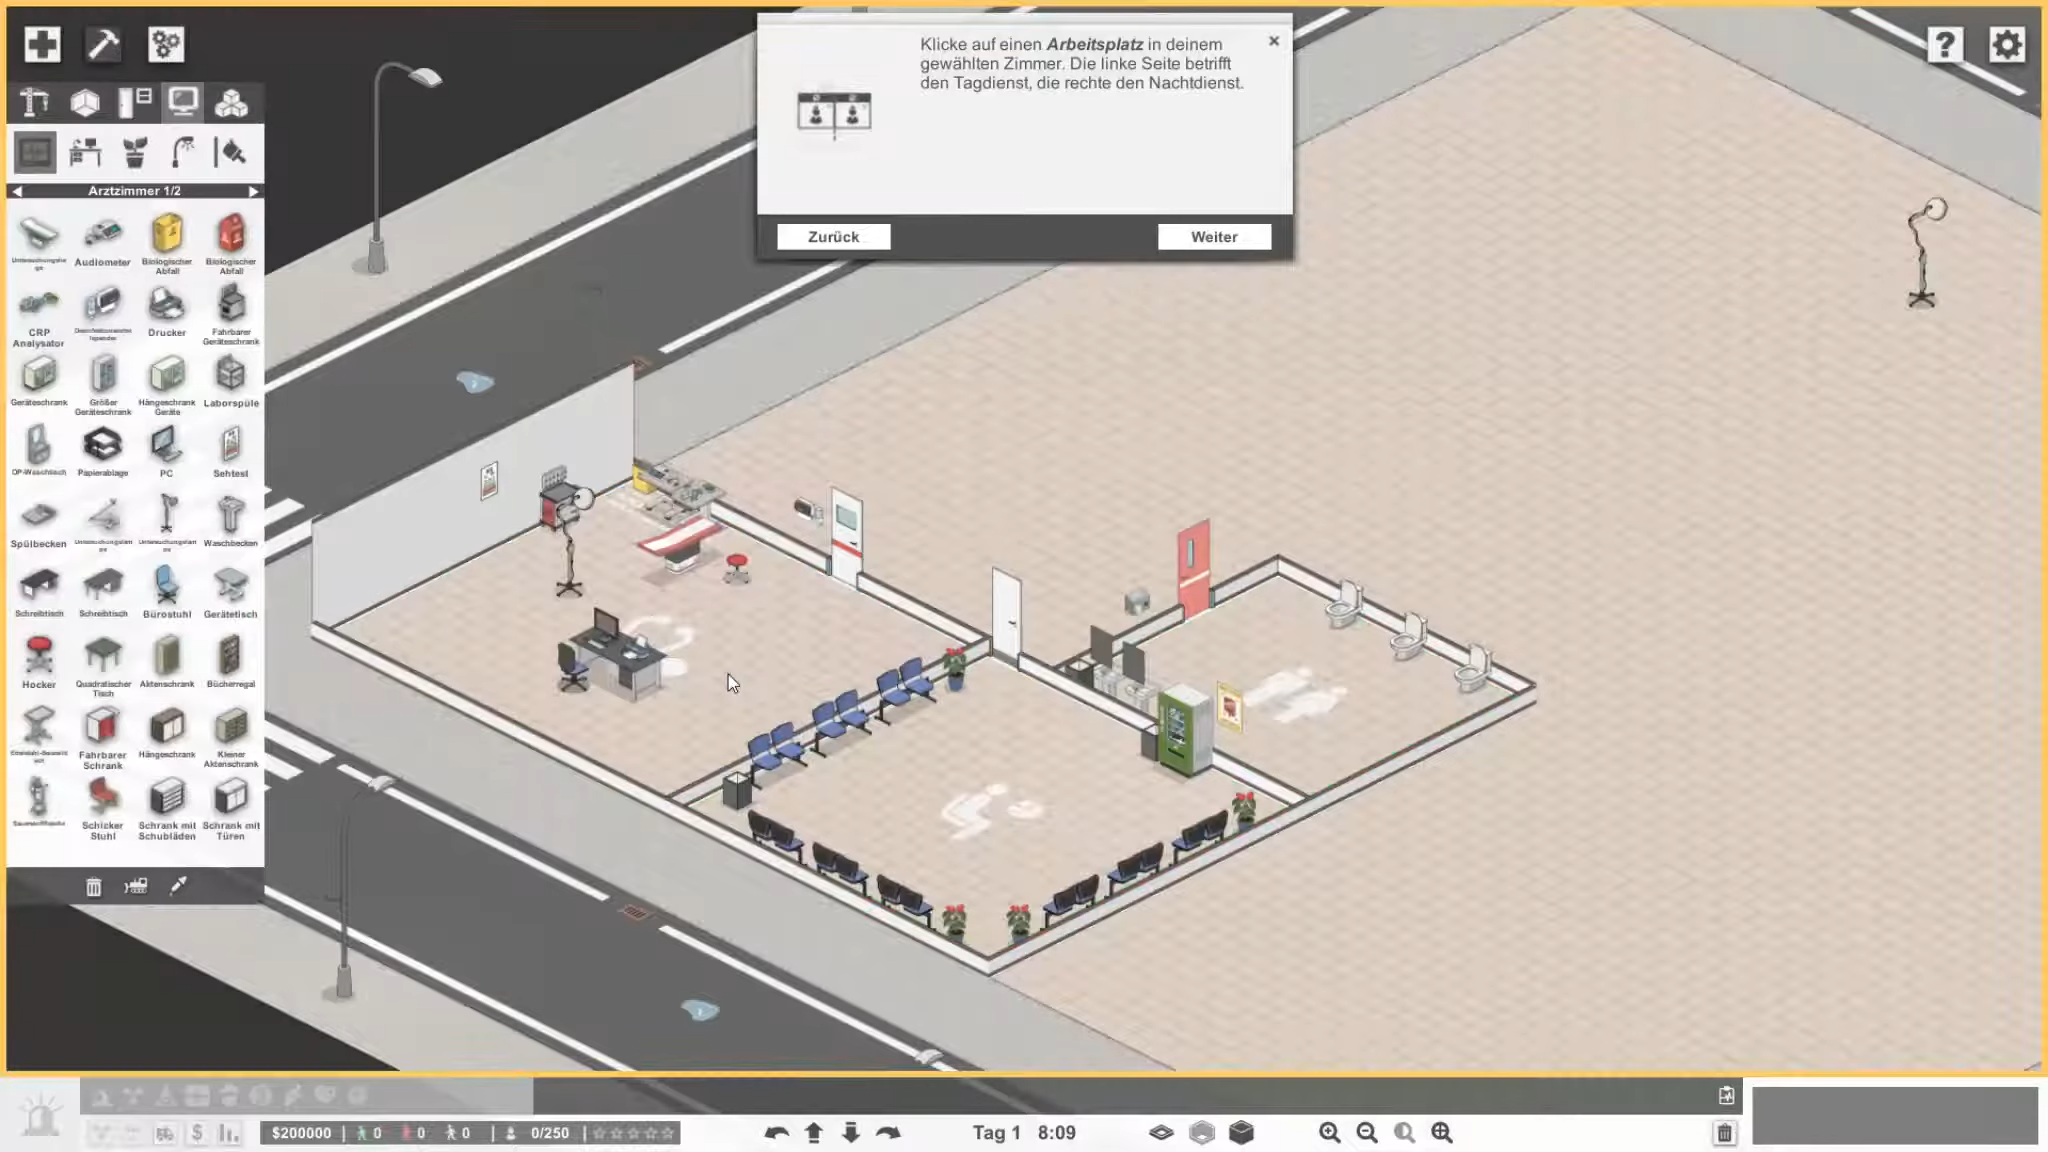 Klicke auf einen Arbeitsplatz in deinem
gewählten Zimmer. Die linke Seite betrifft
den Tagdienst, die rechte den Nachtdienst.
Zurück
Weiter
Arztzimmer 1/2
Audiometer
Biologischer
Abfall
Biologischer
Abfall
CRP
Analysator
Drucker
Fahrbarer
Geräteschrank
Geräteschrank
Größer
Geräteschrank
Hängeschrank
Geräte
Laborspüle
OP-Waschtisch
Papierablage
PC
Sehtest
Spülbecken
Waschbecken
Schreibtisch
Schreibtisch
Bürostuhl
Gerätetisch
Hocker
Quadratischer
Tisch
Aktenschrank
Bücherregal
Fahrbarer
Schrank
Hängeschrank
Kleiner
Aktenschrank
Schicker
Stuhl
Schrank mit
Schubläden
Schrank mit
Türen
$200000
0
0
0
0/250
Tag 1 8:09